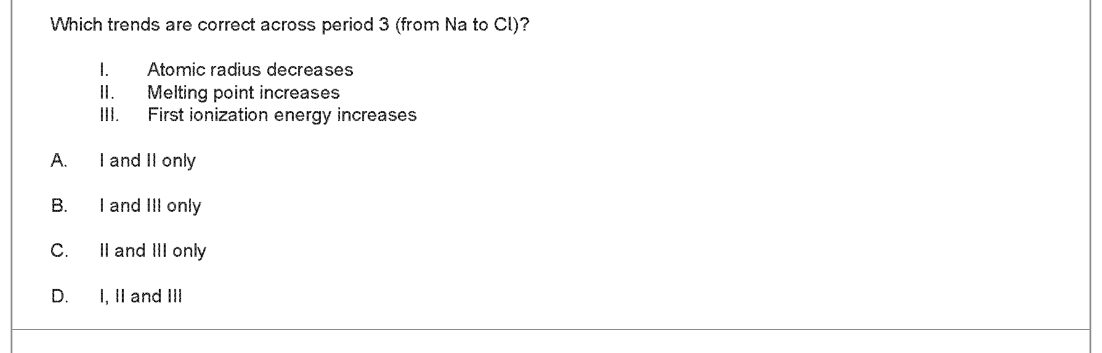 Which trends are correct across period 3 (from Na to Cl)?
I. Atomic radius decreases
II. Melting point increases
III. First ionization energy increases
A. I and II only
B. I and III only
C. II and III only
D. I, II and III